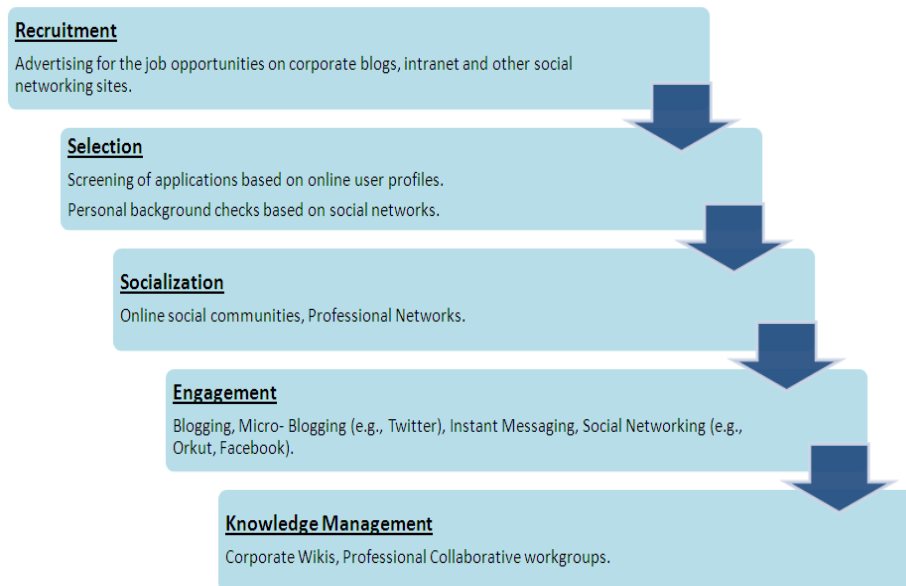 Recruitment
Advertising for the job opportunities on corporate blogs, intranet and other social
networking sites.
Selection
Screening of applications based on online user profiles.
Personal background checks based on social networks.
Socialization
Online social communities, Professional Networks.
Engagement
Blogging, Micro- Blogging (e.g., Twitter), Instant Messaging, Social Networking (e.g.,
Orkut, Facebook).
Knowledge Management
Corporate Wikis, Professional Collaborative workgroups.